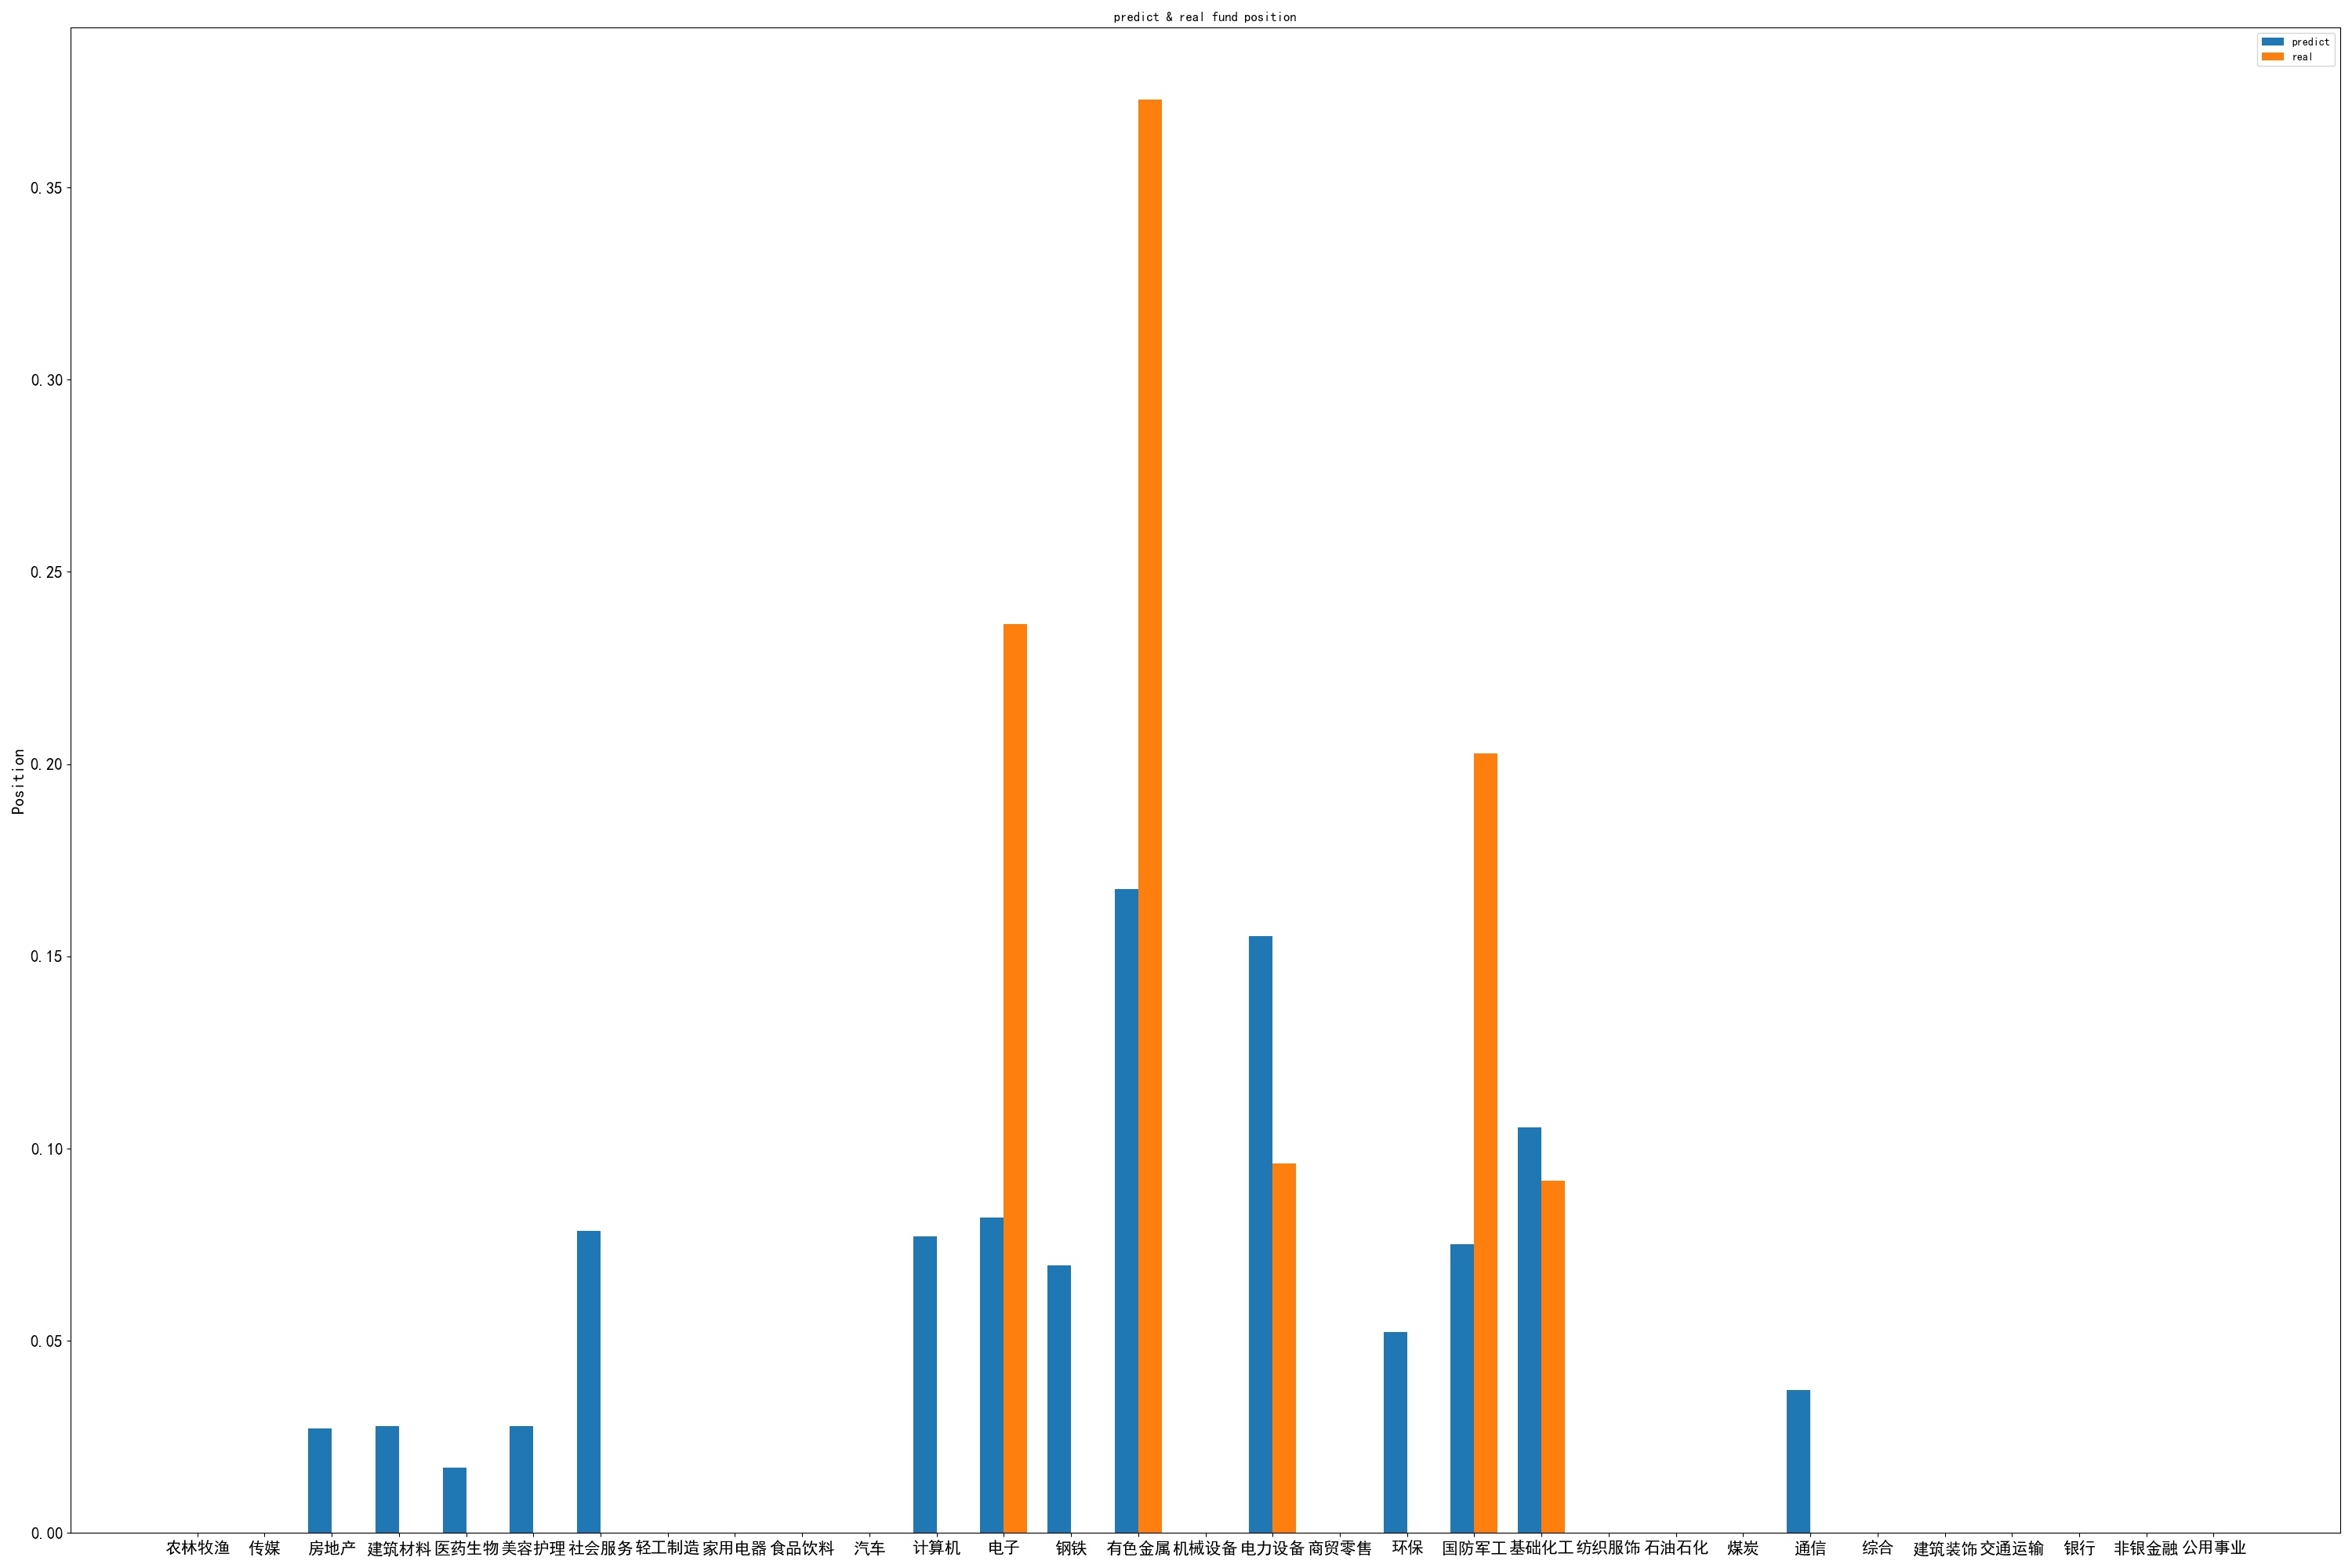 predict & real fund position
predict
real
0.35
0.30
0.25
0.20
0.15
0.10
0.05
0.00
Position
农林牧渔 传媒 房地产 建筑材料 医药生物 美容护理 社会服务 轻工制造 家用电器 食品饮料 汽车 计算机 电子 钢铁 有色金属 机械设备 电力设备 商贸零售 环保 国防军工 基础化工 纺织服饰 石油石化 煤炭 通信 综合 建筑装饰 交通运输 银行 非银金融 公用事业